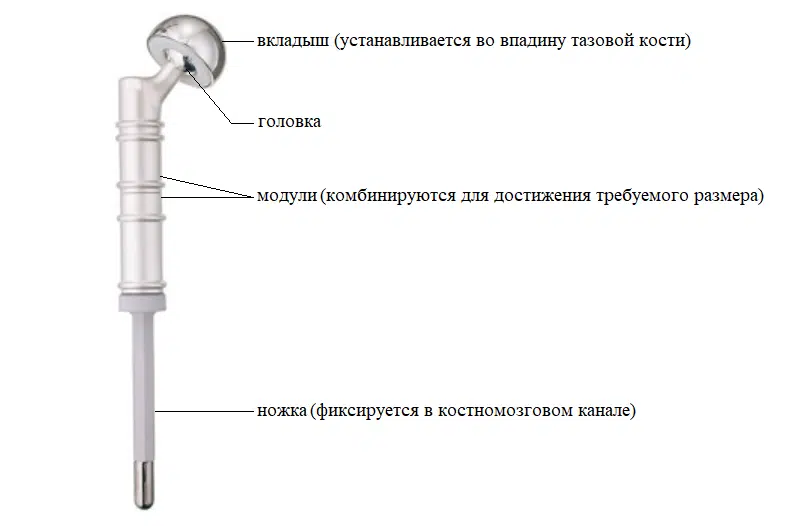 вкладыш (устанавливается во впадину тазовой кости)
головка
модули (комбинируются для достижения требуемого размера)
ножка (фиксируется в костномозговом канале)